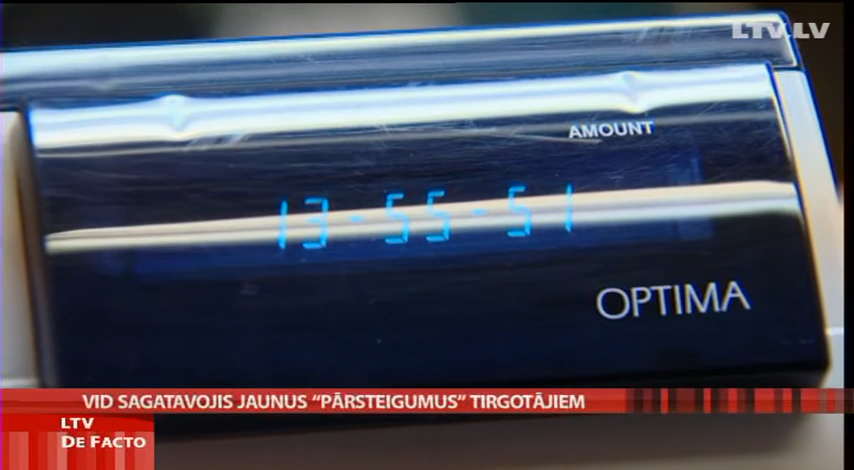 LTV.LV
AMOUNT
13-55-51
OPTIMA
VID SAGATAVOJIS JAUNUS “PĀRSTEIGUMUS” TIRGOTĀJIEM
LTV
DE FACTO